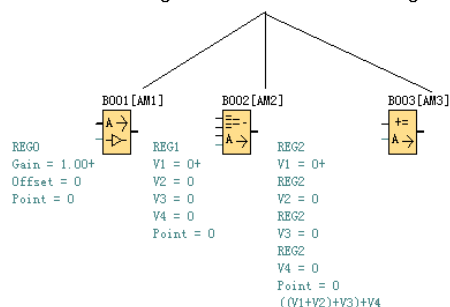 B001[AM1]
B002[AM2]
B003[AM3]
A→
A→
+=
A→
REG0
Gain = 1.00+
Offset = 0
Point = 0
REG1
V1 = 0+
V2 = 0
V3 = 0
V4 = 0
Point = 0
REG2
V1 = 0+
REG2
V2 = 0
REG2
V3 = 0
REG2
V4 = 0
Point = 0
((V1+V2)+V3)+V4